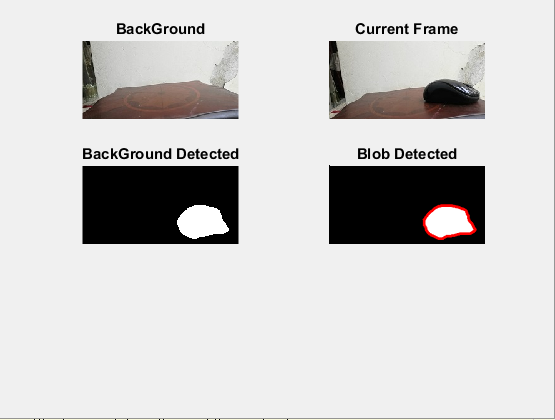 BackGround
Current Frame
BackGround Detected
Blob Detected